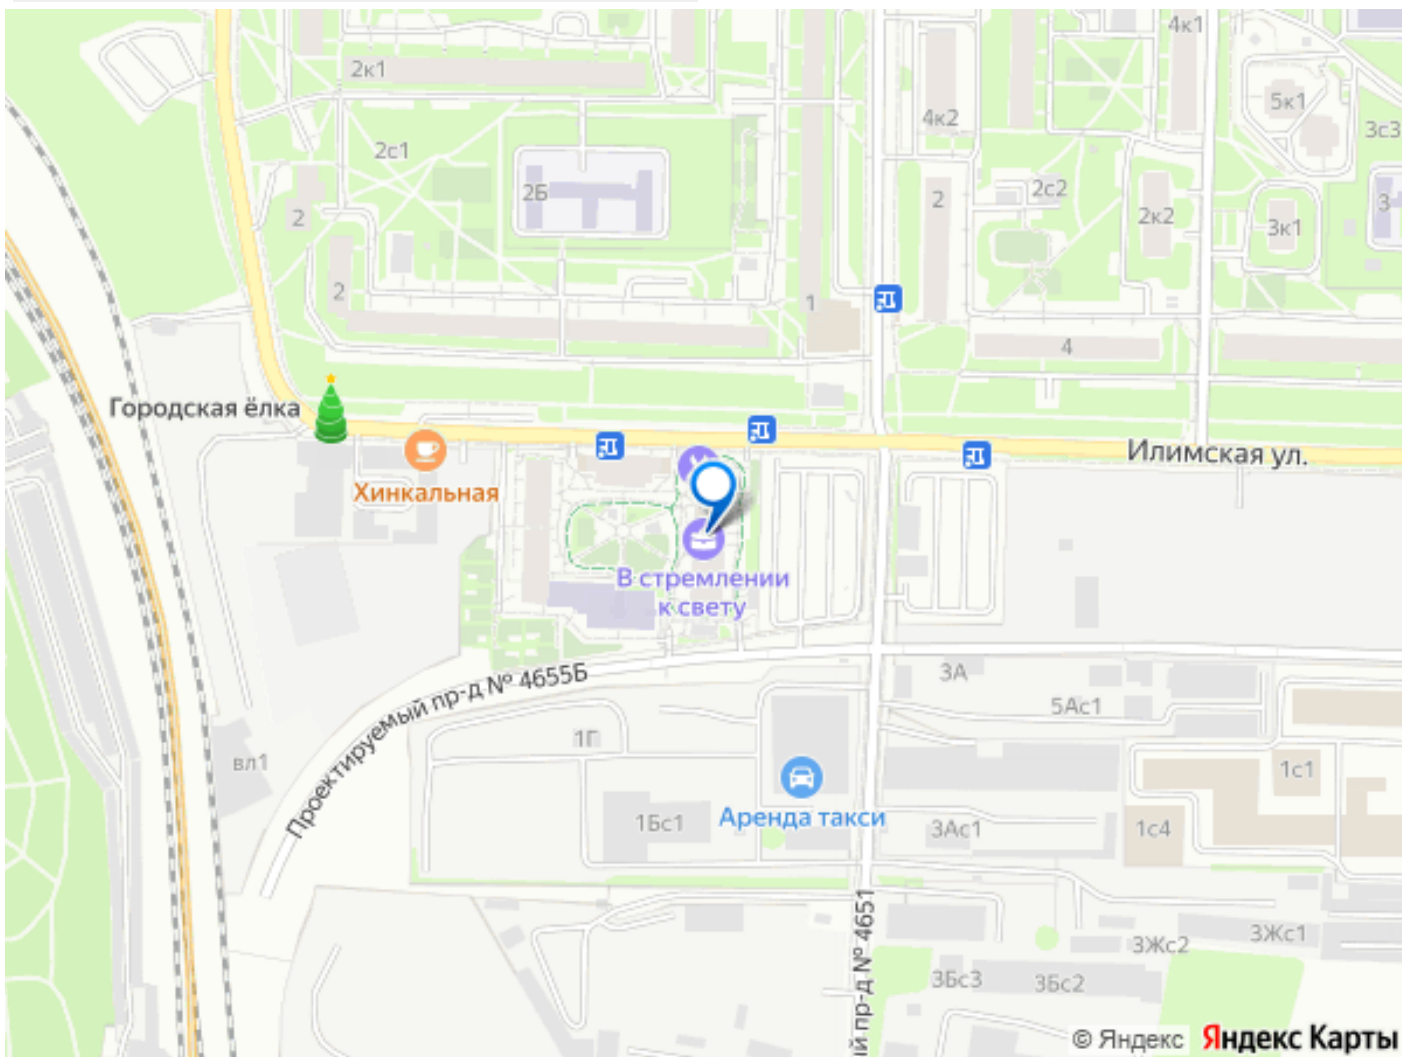 4к1
2к1
5к1
4к2
3с3
2с1
2Б
2с2
2
2к2
3
2
3к1
2
1
4
Городская ёлка
Илимская ул.
Хинкальная
В стремлении
к свету
Проектируемый пр-д № 4655Б
3А
5Ас1
1Г
вл1
1с1
Аренда такси
1Бс1
3Ас1
1с4
ый пр-д № 4651
3Жс1
3Жс2
3Бс3
3Бс2
© Яндекс Яндекс Карты